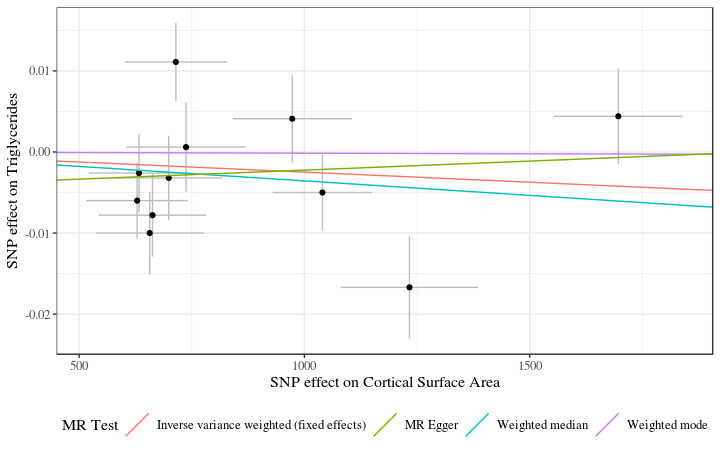 SNP effect on Triglycerides
0.01
0.00
-0.01
-0.02
500 1000 1500
SNP effect on Cortical Surface Area
MR Test Inverse variance weighted (fixed effects) MR Egger Weighted median Weighted mode